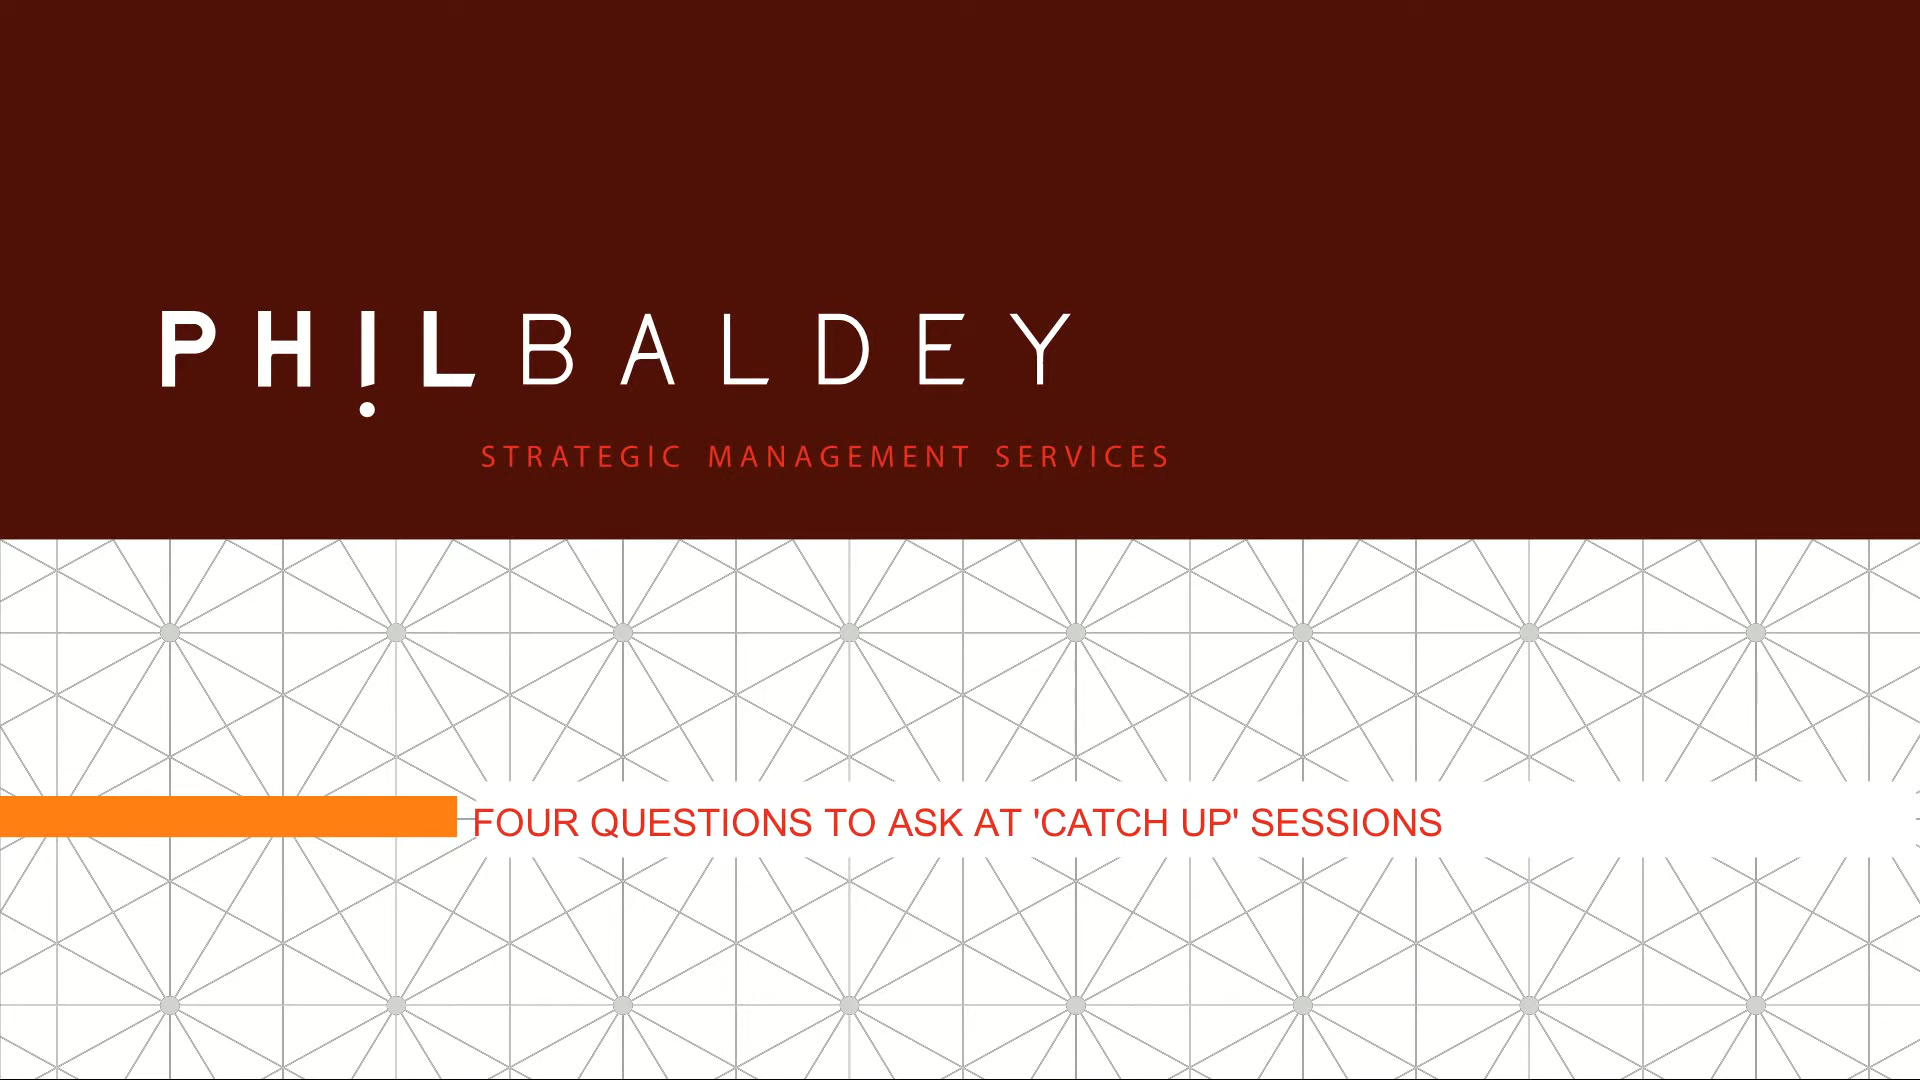 PHILBALDEY
STRATEGIC MANAGEMENT SERVICES
FOUR QUESTIONS TO ASK AT 'CATCH UP' SESSIONS